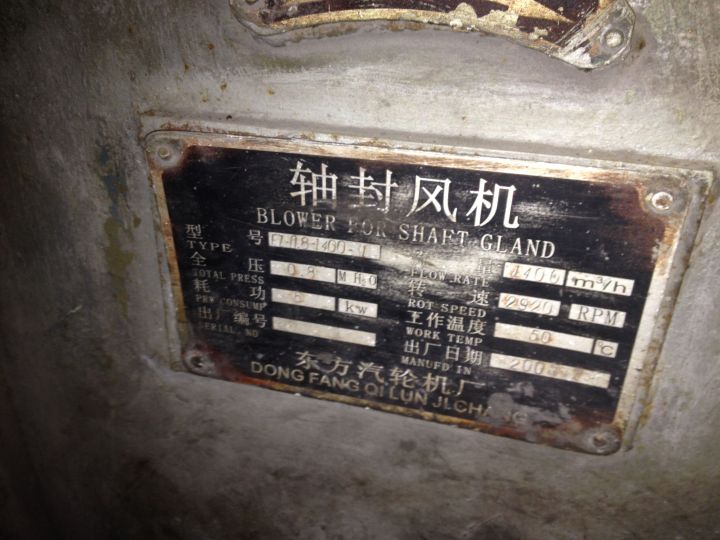 轴封风机
BLOWER FOR SHAFT GLAND
型号
TYPE
量 m³/h
FLOW RATE
全压 0.8 M H₂O
TOTAL PRESS
转速 2920 RPM
ROT SPEED
耗功 kw
PRW CONSUMP
工作温度 50 °C
WORK TEMP
出厂编号
SERIAL NO
出厂日期
MANUFD IN
东方汽轮机厂
DONG FANG QI LUN JI CHANG